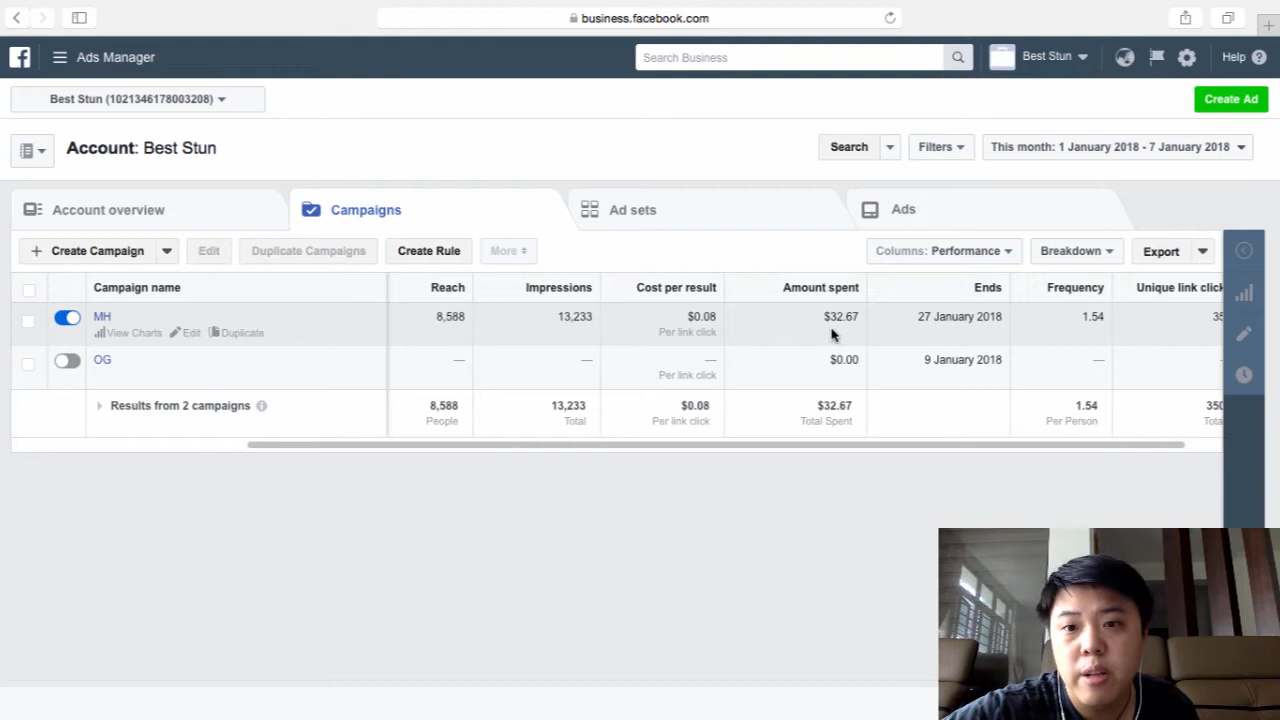 business.facebook.com
Ads Manager
Search Business
Best Stun
Help
Best Stun (1021346178003208)
Create Ad
Account: Best Stun
Search
Filters
This month: 1 January 2018 - 7 January 2018
Account overview
Campaigns
Ad sets
Ads
+ Create Campaign
Edit
Duplicate Campaigns
Create Rule
More
Columns: Performance
Breakdown
Export
Campaign name Reach Impressions Cost per result Amount spent Ends Frequency Unique link click
MH 8,588 13,233 $0.08 $32.67 27 January 2018 1.54 35
View Charts Edit Duplicate Per link click
OG — — — $0.00 9 January 2018 —
Per link click
Results from 2 campaigns 8,588 13,233 $0.08 $32.67 1.54 350
People Total Per link click Total Spent Per Person Tota